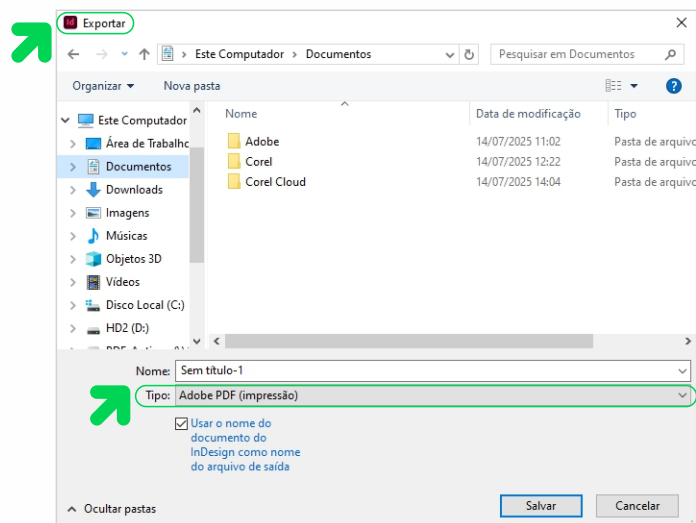 Id Exportar
Este Computador > Documentos
Pesquisar em Documentos
Organizar
Nova pasta
?
Nome
Data de modificação
Tipo
Este Computador
Área de Trabalho
Documentos
Downloads
Imagens
Músicas
Objetos 3D
Vídeos
Disco Local (C:)
HD2 (D:)
Adobe 14/07/2025 11:02 Pasta de arquivo
Corel 14/07/2025 12:22 Pasta de arquivo
Corel Cloud 14/07/2025 14:04 Pasta de arquivo
Nome: Sem título-1
Tipo: Adobe PDF (impressão)
Usar o nome do
documento do
InDesign como nome
do arquivo de saída
Ocultar pastas
Salvar
Cancelar